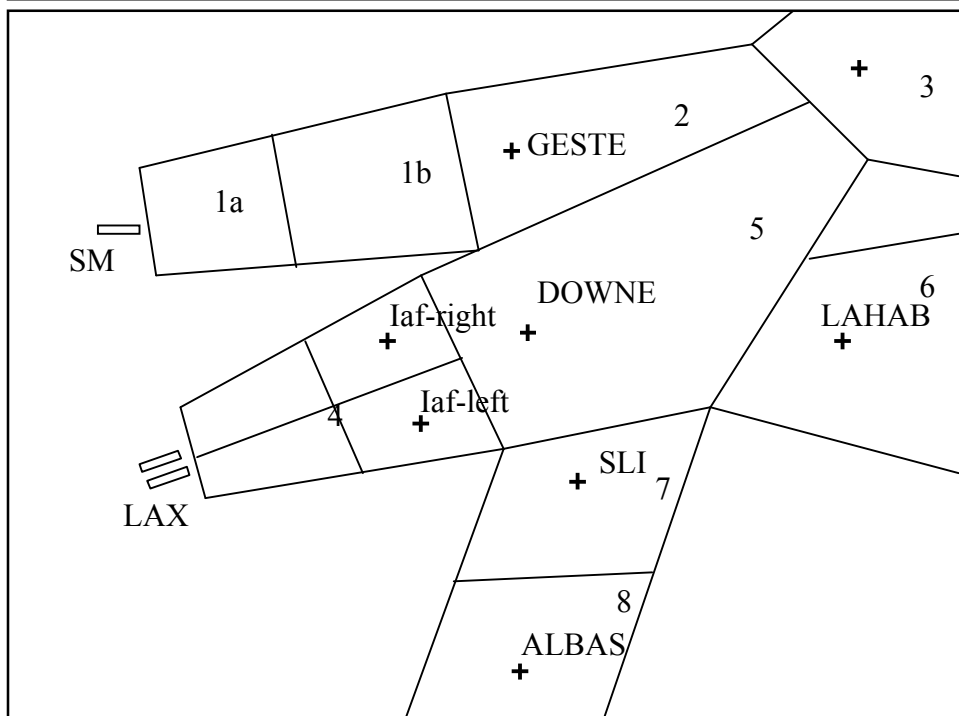 3
2
GESTE
1b
1a
SM
5
6
DOWNE
LAHAB
Iaf-right
Iaf-left
4
SLI
7
LAX
8
ALBAS